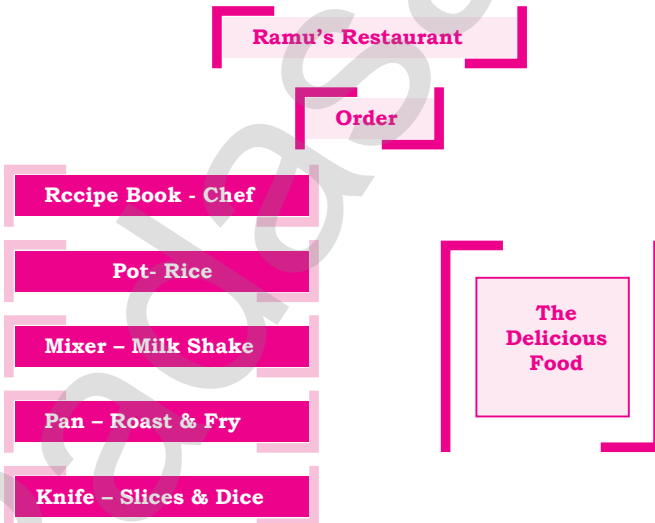 Ramu's Restaurant
Order
Rccipe Book - Chef
Pot- Rice
Mixer – Milk Shake
Pan – Roast & Fry
Knife – Slices & Dice
The
Delicious
Food